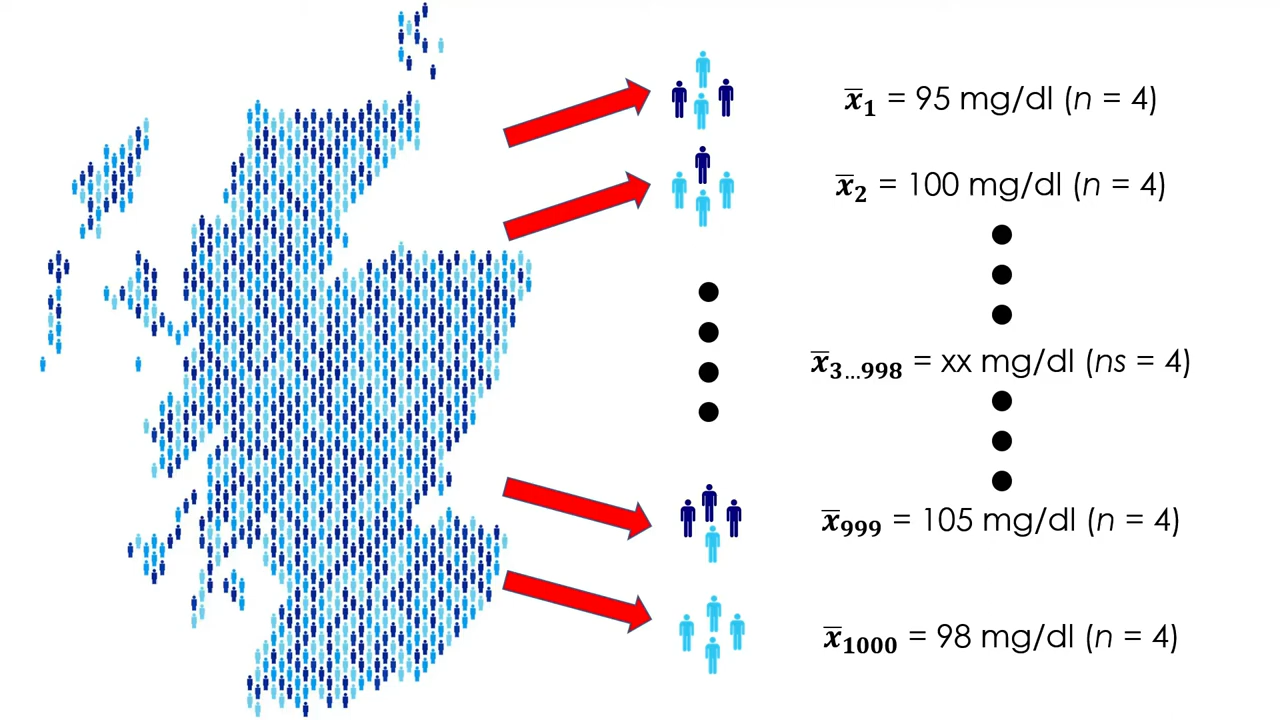 x̅₁ = 95 mg/dl (n = 4)
x̅₂ = 100 mg/dl (n = 4)
x̅₃...₉₉₈ = xx mg/dl (ns = 4)
x̅₉₉₉ = 105 mg/dl (n = 4)
x̅₁₀₀₀ = 98 mg/dl (n = 4)